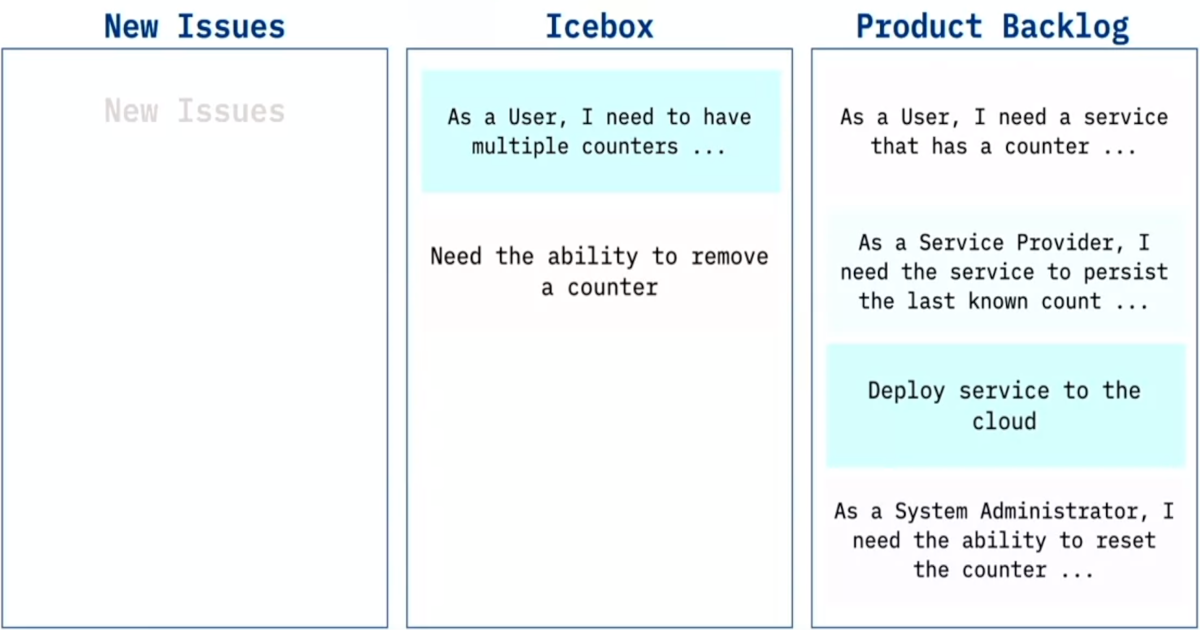 New Issues
New Issues
Icebox
As a User, I need to have
multiple counters ...
Need the ability to remove
a counter
Product Backlog
As a User, I need a service
that has a counter ...
As a Service Provider, I
need the service to persist
the last known count ...
Deploy service to the
cloud
As a System Administrator, I
need the ability to reset
the counter ...